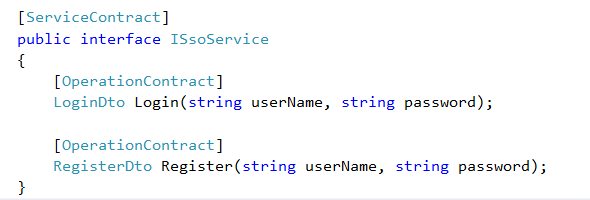 [ServiceContract]
public interface ISsoService
{
[OperationContract]
LoginDto Login(string userName, string password);
[OperationContract]
RegisterDto Register(string userName, string password);
}